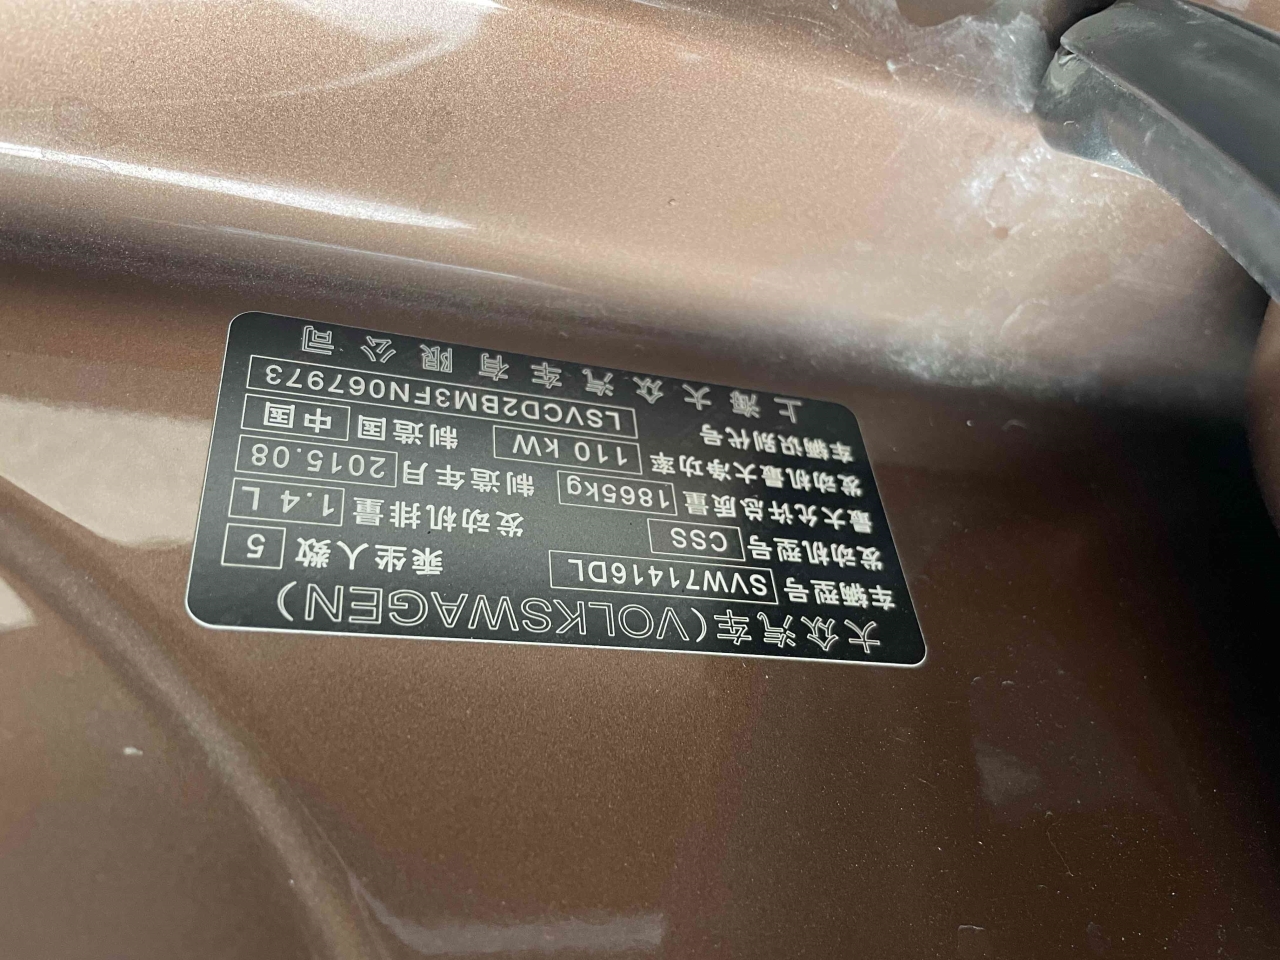 大众汽车(VOLKSWAGEN)
车辆型号 SVW71416DL 乘坐人数 5
发动机型号 CSS 发动机排量 1.4 L
最大允许总质量 1865kg 制造年月 2015.08
发动机最大净功率 110 kW 制造国 中国
车辆识别代号 LSVCD2BM3FN067973
上海大众汽车有限公司